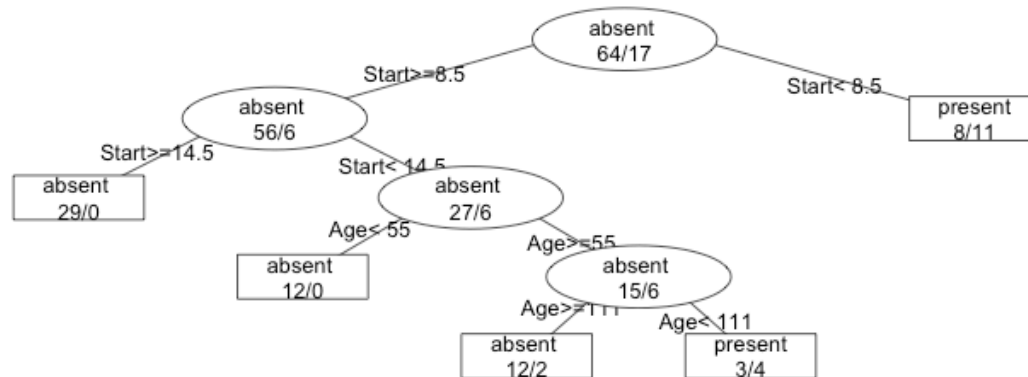 absent
64/17
Start>=8.5
Start< 8.5
absent
56/6
present
8/11
Start>=14.5
Start< 14.5
absent
29/0
absent
27/6
Age< 55
Age>=55
absent
12/0
absent
15/6
Age>=111
Age< 111
absent
12/2
present
3/4